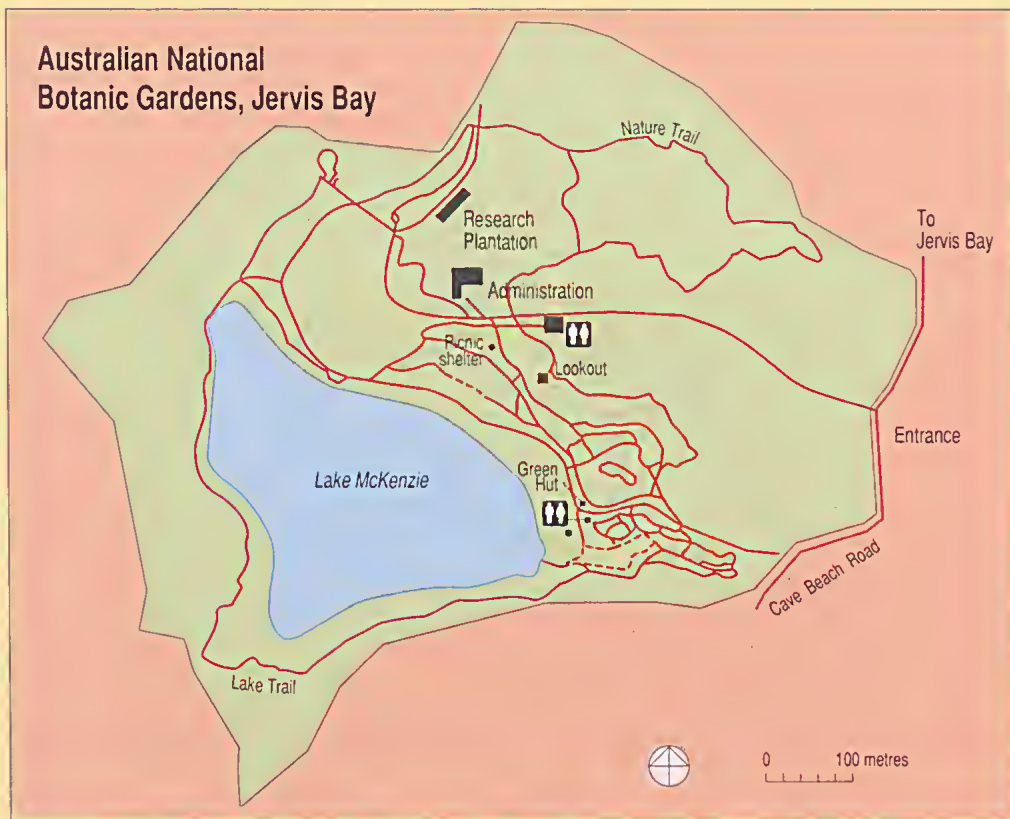 Australian National
Botanic Gardens, Jervis Bay
Nature Trail
To
Jervis Bay
Research
Plantation
Administration
Picnic
shelter
Lookout
Entrance
Green
Hut
Lake McKenzie
Cave Beach Road
Lake Trail
0 100 metres